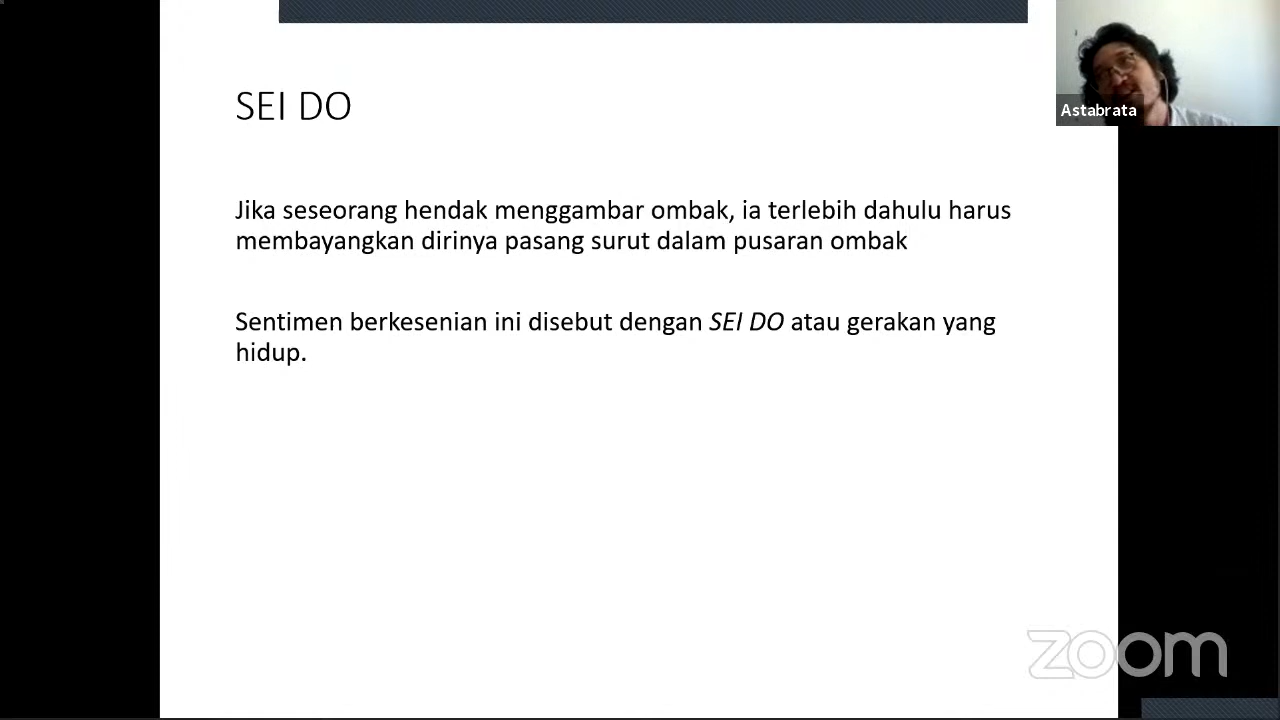 SEI DO
Astabrata
Jika seseorang hendak menggambar ombak, ia terlebih dahulu harus
membayangkan dirinya pasang surut dalam pusaran ombak
Sentimen berkesenian ini disebut dengan SEI DO atau gerakan yang
hidup.
zoom